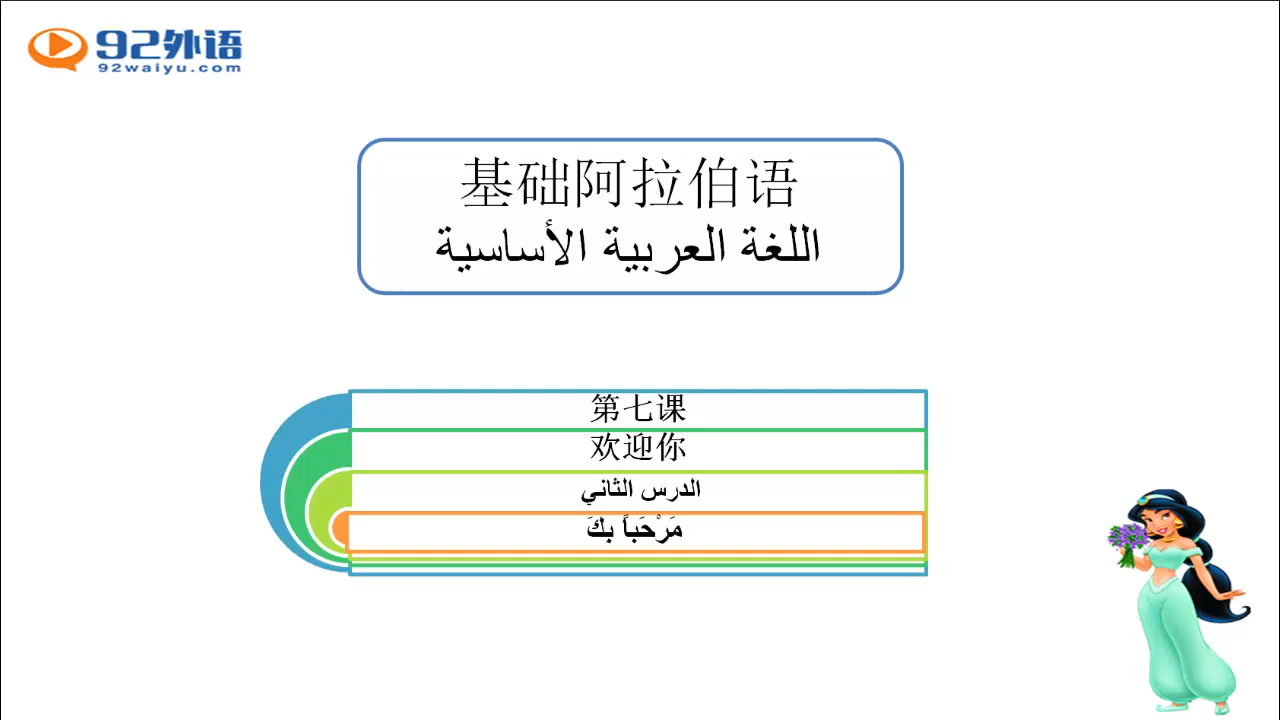 92外语
92waiyu.com
基础阿拉伯语
اللغة العربية الأساسية
第七课
欢迎你
الدرس الثاني
مَرْحَباً بكَ